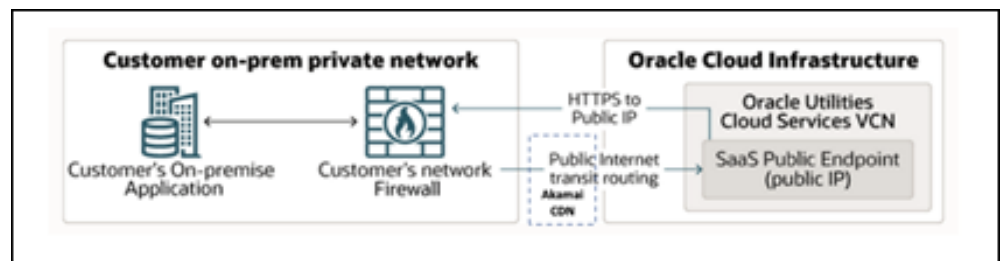 Customer on-prem private network
Customer's On-premise
Application
Customer's network
Firewall
HTTPS to
Public IP
Public Internet
transit routing
Akamai
CDN
Oracle Cloud Infrastructure
Oracle Utilities
Cloud Services VCN
SaaS Public Endpoint
(public IP)